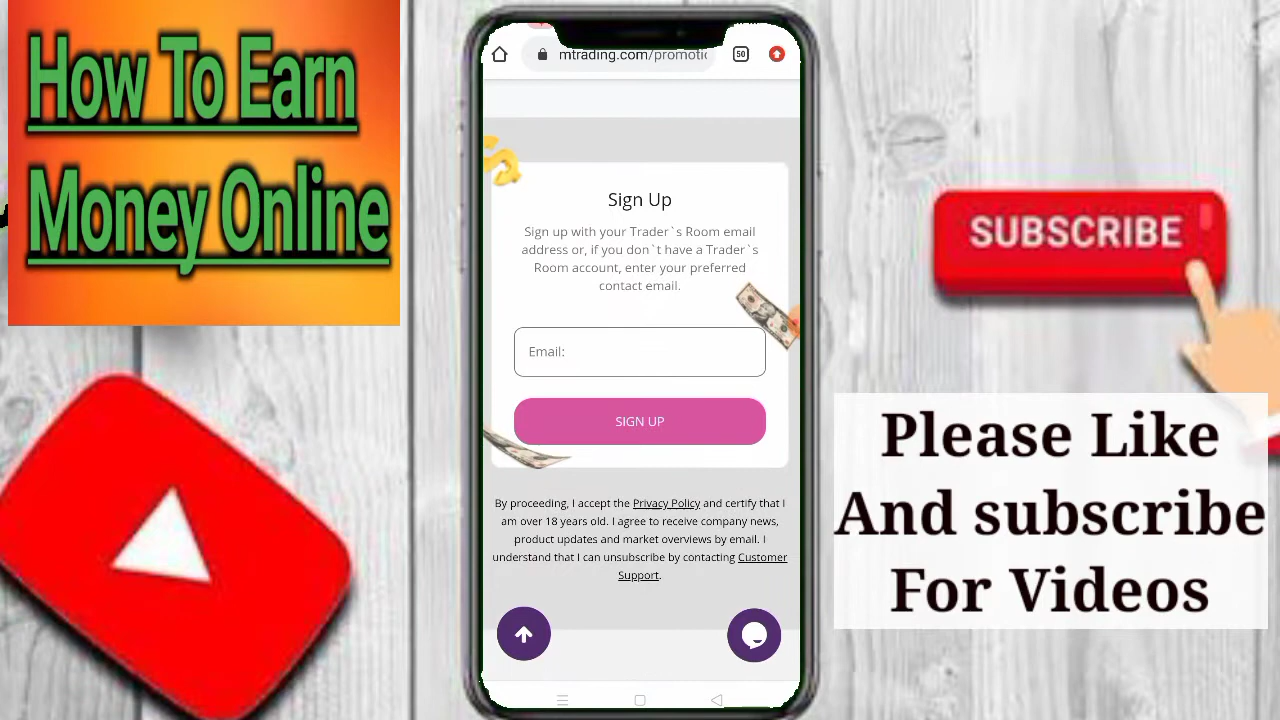 How To Earn
Money Online
mtrading.com/promoti
50
Sign Up
Sign up with your Trader`s Room email
address or, if you don`t have a Trader`s
Room account, enter your preferred
contact email.
Email:
SIGN UP
By proceeding, I accept the Privacy Policy and certify that I
am over 18 years old. I agree to receive company news,
product updates and market overviews by email. I
understand that I can unsubscribe by contacting Customer
Support.
SUBSCRIBE
Please Like
And subscribe
For Videos